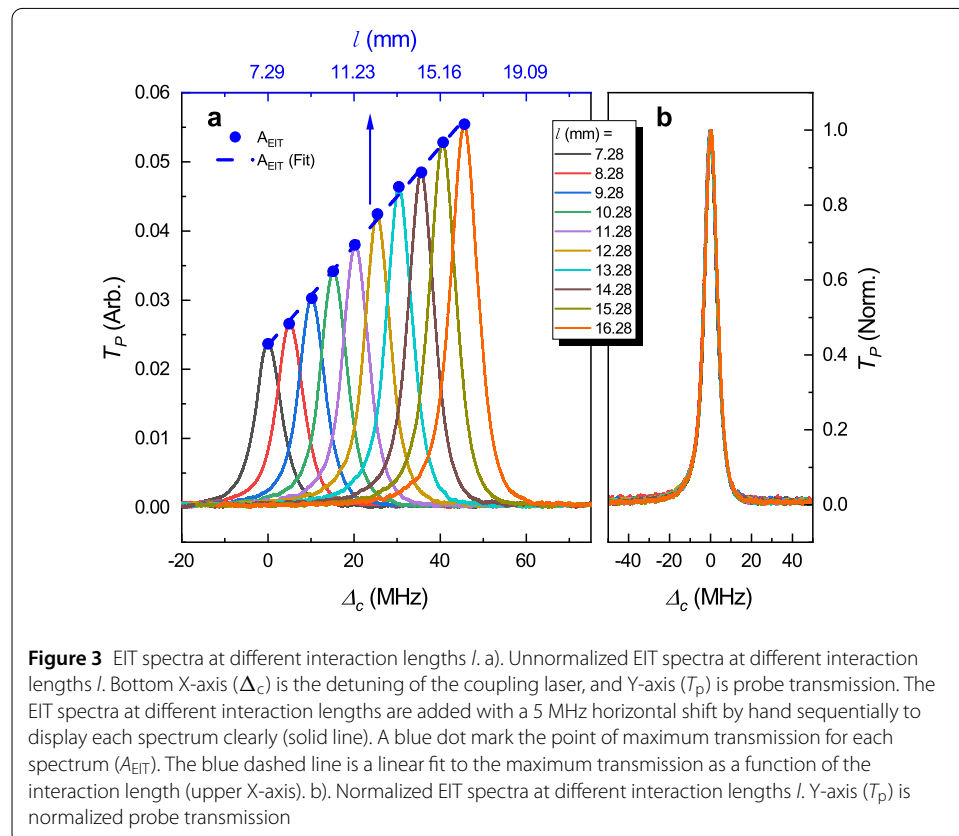 l (mm)
7.29 11.23 15.16 19.09
a
b
A_EIT
A_EIT (Fit)
l (mm) =
7.28
8.28
9.28
10.28
11.28
12.28
13.28
14.28
15.28
16.28
0.06
0.05
0.04
0.03
0.02
0.01
0.00
T_P (Arb.)
1.0
0.8
0.6
0.4
0.2
0.0
T_P (Norm.)
-20 0 20 40 60
-40 -20 0 20 40
Δ_c (MHz)
Δ_c (MHz)
Figure 3 EIT spectra at different interaction lengths l. a). Unnormalized EIT spectra at different interaction
lengths l. Bottom X-axis (Δ_c) is the detuning of the coupling laser, and Y-axis (T_p) is probe transmission. The
EIT spectra at different interaction lengths are added with a 5 MHz horizontal shift by hand sequentially to
display each spectrum clearly (solid line). A blue dot mark the point of maximum transmission for each
spectrum (A_EIT). The blue dashed line is a linear fit to the maximum transmission as a function of the
interaction length (upper X-axis). b). Normalized EIT spectra at different interaction lengths l. Y-axis (T_p) is
normalized probe transmission